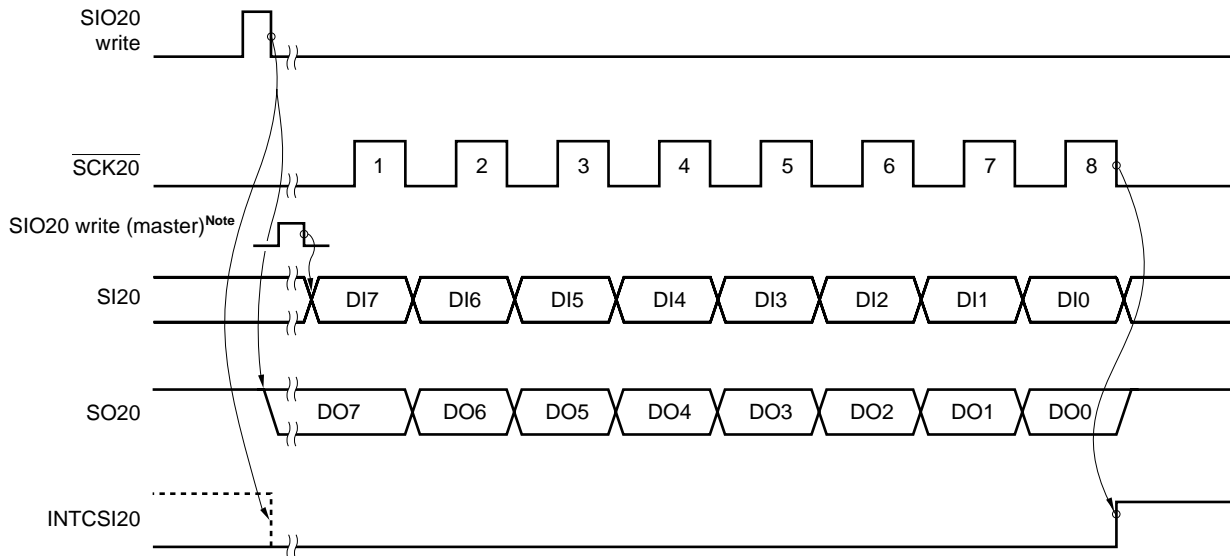 SIO20
write
SCK20
1 2 3 4 5 6 7 8
SIO20 write (master)Note
SI20
DI7 DI6 DI5 DI4 DI3 DI2 DI1 DI0
SO20
DO7 DO6 DO5 DO4 DO3 DO2 DO1 DO0
INTCSI20